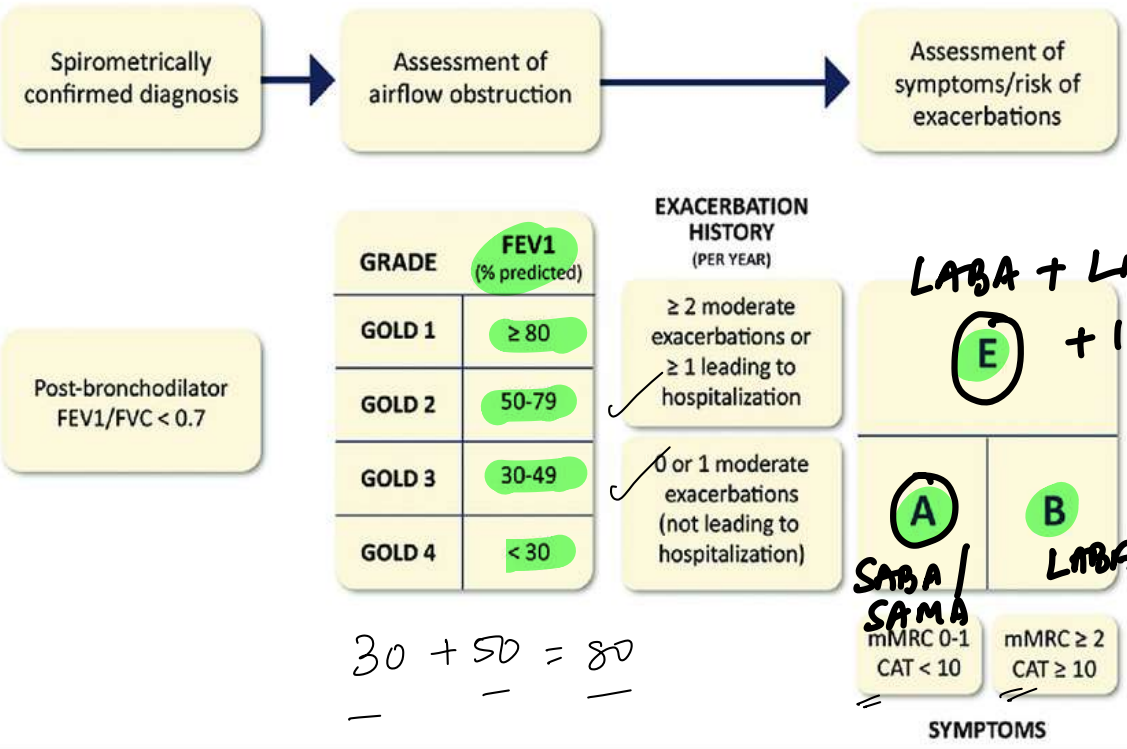 Spirometrically
confirmed diagnosis
Assessment of
airflow obstruction
Assessment of
symptoms/risk of
exacerbations
Post-bronchodilator
FEV1/FVC < 0.7
GRADE
FEV1
(% predicted)
GOLD 1
≥ 80
GOLD 2
50-79
GOLD 3
30-49
GOLD 4
< 30
30 + 50 = 80
EXACERBATION
HISTORY
(PER YEAR)
≥ 2 moderate
exacerbations or
≥ 1 leading to
hospitalization
0 or 1 moderate
exacerbations
(not leading to
hospitalization)
LABA +
E
+
A
B
SABA /
SAMA
mMRC 0-1
CAT < 10
mMRC ≥ 2
CAT ≥ 10
SYMPTOMS